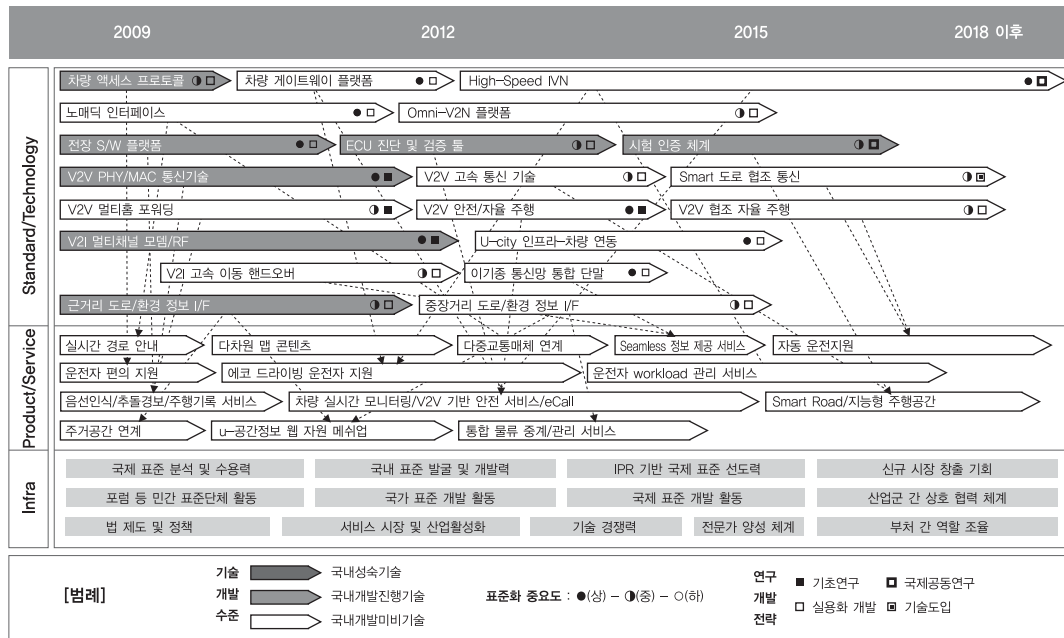 2009 2012 2015 2018 이후
Standard/Technology
차량 액세스 프로토콜 차량 게이트웨이 플랫폼 High-Speed IVN
노매딕 인터페이스 Omni-V2N 플랫폼
전장 S/W 플랫폼 ECU 진단 및 검증 툴 시험 인증 체계
V2V PHY/MAC 통신기술 V2V 고속 통신 기술 Smart 도로 협조 통신
V2V 멀티홉 포워딩 V2V 안전/자율 주행 V2V 협조 자율 주행
V2I 멀티채널 모뎀/RF U-city 인프라-차량 연동
V2I 고속 이동 핸드오버 이기종 통신망 통합 단말
근거리 도로/환경 정보 I/F 중장거리 도로/환경 정보 I/F
Product/Service
실시간 경로 안내 다차원 맵 콘텐츠 다중교통매체 연계 Seamless 정보 제공 서비스 자동 운전지원
운전자 편의 지원 에코 드라이빙 운전자 지원 운전자 workload 관리 서비스
음선인식/추돌경보/주행기록 서비스 차량 실시간 모니터링/V2V 기반 안전 서비스/eCall Smart Road/지능형 주행공간
주거공간 연계 u-공간정보 웹 자원 메쉬업 통합 물류 중계/관리 서비스
Infra
국제 표준 분석 및 수용력 국내 표준 발굴 및 개발력 IPR 기반 국제 표준 선도력 신규 시장 창출 기회
포럼 등 민간 표준단체 활동 국가 표준 개발 활동 국제 표준 개발 활동 산업군 간 상호 협력 체계
법 제도 및 정책 서비스 시장 및 산업활성화 기술 경쟁력 전문가 양성 체계 부처 간 역할 조율
[범례]
기술 개발 수준
국내성숙기술
국내개발진행기술
국내개발미비기술
표준화 중요도 : ●(상) - ◑(중) - ○(하)
연구 개발 전략
■ 기초연구 국제공동연구
□ 실용화 개발 ▣ 기술도입